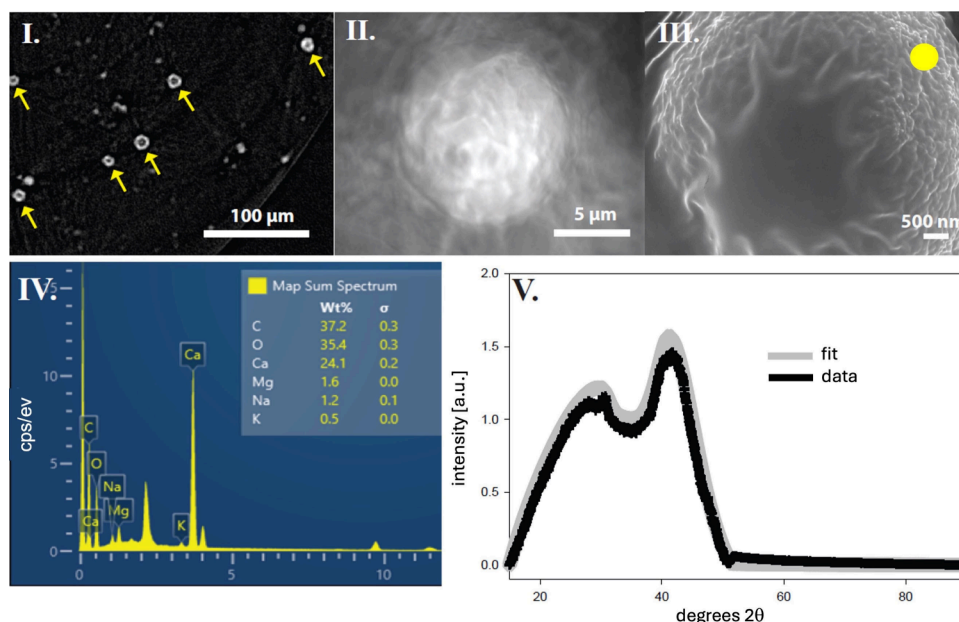 I.
II.
III.
100 μm
5 μm
500 nm
IV.
Map Sum Spectrum
Wt% σ
C 37.2 0.3
O 35.4 0.3
Ca 24.1 0.2
Mg 1.6 0.0
Na 1.2 0.1
K 0.5 0.0
15
10
5
0
cps/ev
Ca
C
O
Na
Mg
Ca
K
0 5 10
V.
2.0
1.5
1.0
0.5
0.0
intensity [a.u.]
fit
data
20 40 60 80
degrees 2θ